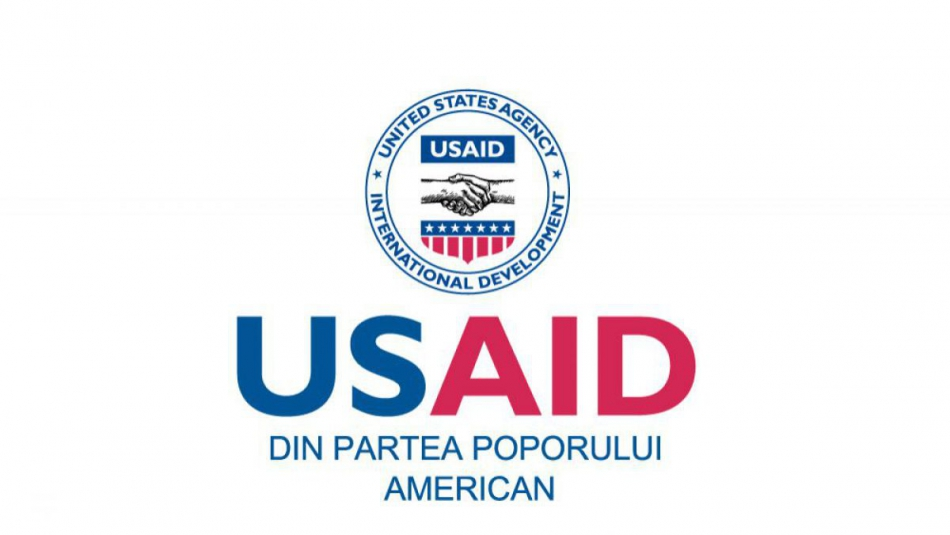 UNITED STATES AGENCY
USAID
INTERNATIONAL DEVELOPMENT
USAID
DIN PARTEA POPORULUI
AMERICAN